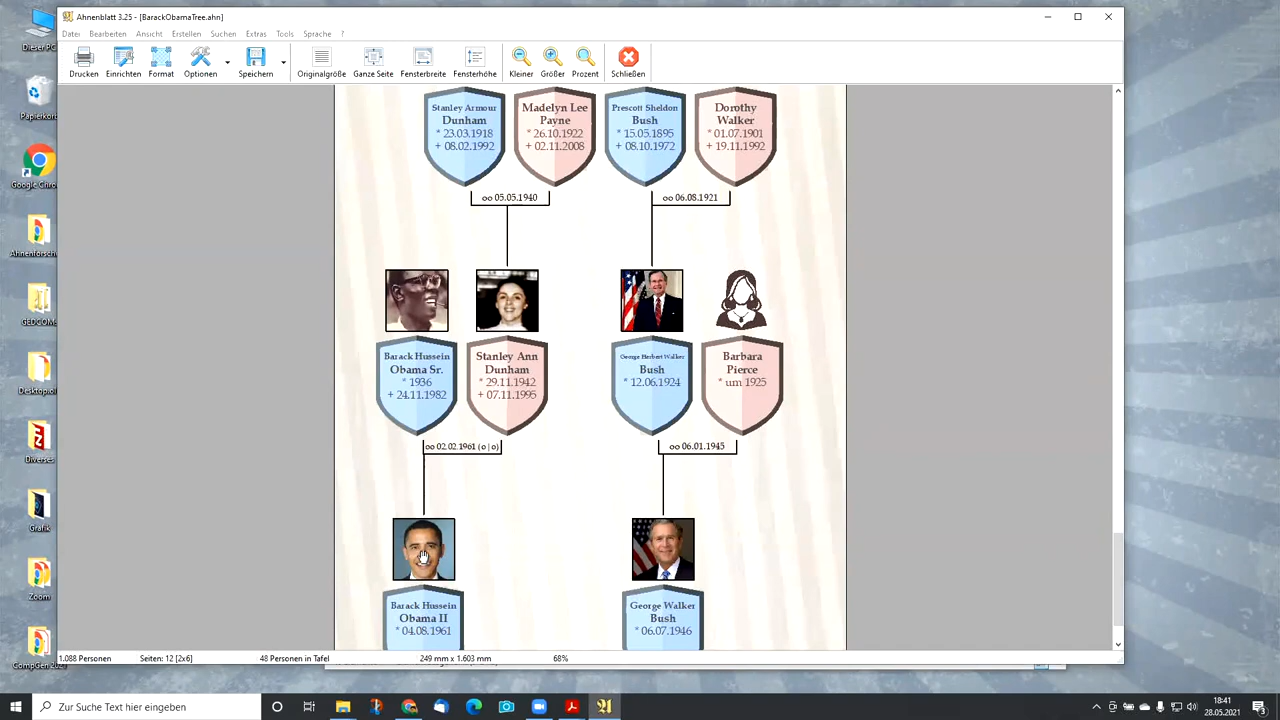 Ahnenblatt 3.25 - [BarackObamaTree.ahn]
Datei Bearbeiten Ansicht Erstellen Suchen Extras Tools Sprache ?
Drucken Einrichten Format Optionen Speichern Originalgröße Ganze Seite Fensterbreite Fensterhöhe Kleiner Größer Prozent Schließen
Dieser PC
Papierkorb
Google Chro
Ahnenforsch
GEDCOM
Desktop
Diverses
Grafik
Zoom
CompGen
Stanley Armour
Dunham
* 23.03.1918
+ 08.02.1992
Madelyn Lee
Payne
* 26.10.1922
+ 02.11.2008
Prescott Sheldon
Bush
* 15.05.1895
+ 08.10.1972
Dorothy
Walker
* 01.07.1901
+ 19.11.1992
oo 05.05.1940
oo 06.08.1921
Barack Hussein
Obama Sr.
* 1936
+ 24.11.1982
Stanley Ann
Dunham
* 29.11.1942
+ 07.11.1995
George Herbert Walker
Bush
* 12.06.1924
Barbara
Pierce
* um 1925
oo 02.02.1961 (o|o)
oo 06.01.1945
Barack Hussein
Obama II
* 04.08.1961
George Walker
Bush
* 06.07.1946
1.088 Personen Seiten: 12 [2x6] 48 Personen in Tafel 249 mm x 1.603 mm 68%
Zur Suche Text hier eingeben
18:41
28.05.2021